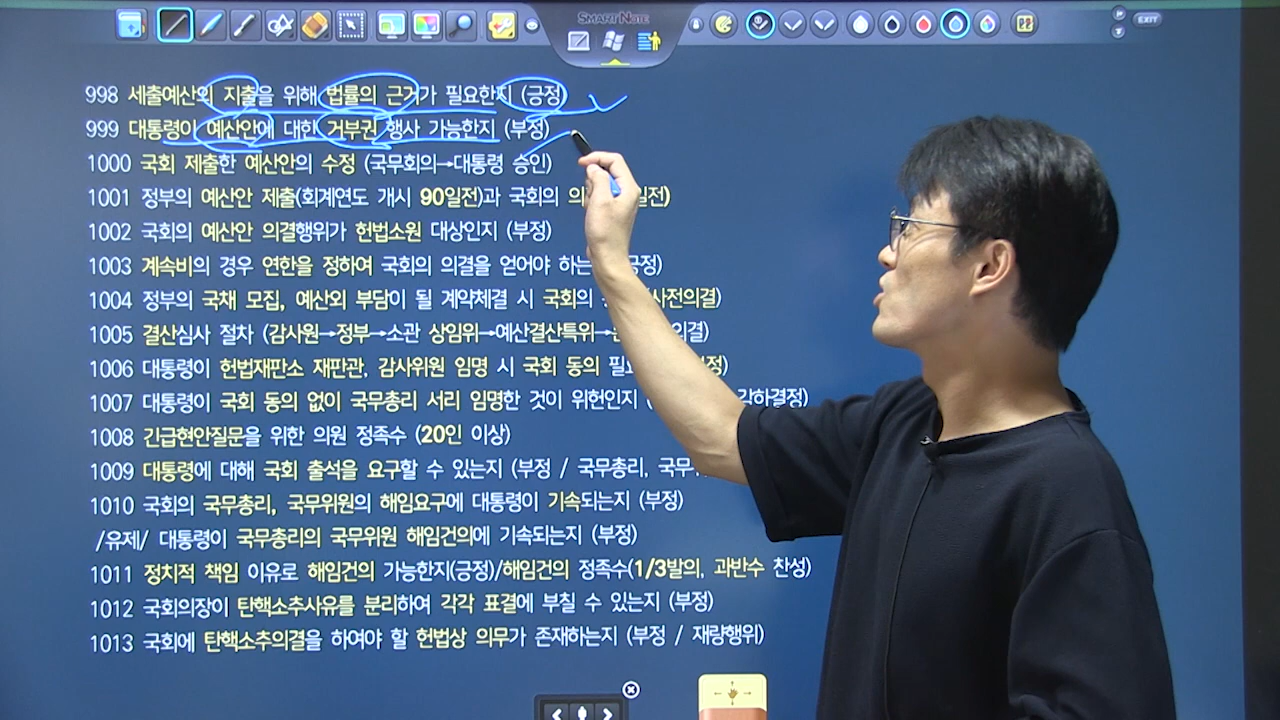 SMARTNOTE
EXIT
998 세출예산의 지출을 위해 법률의 근거가 필요한지 (긍정)
999 대통령이 예산안에 대한 거부권 행사 가능한지 (부정)
1000 국회 제출한 예산안의 수정 (국무회의→대통령 승인)
1001 정부의 예산안 제출(회계연도 개시 90일전)과 국회의 일전)
1002 국회의 예산안 의결행위가 헌법소원 대상인지 (부정)
1003 계속비의 경우 연한을 정하여 국회의 의결을 얻어야 하는
1004 정부의 국채 모집, 예산외 부담이 될 계약체결 시 국회의 사전의결)
1005 결산심사 절차 (감사원→정부→소관 상임위→예산결산특위→ 의결)
1006 대통령이 헌법재판소 재판관, 감사위원 임명 시 국회 동의
1007 대통령이 국회 동의 없이 국무총리 서리 임명한 것이 위헌인지 ( 각하결정)
1008 긴급현안질문을 위한 의원 정족수 (20인 이상)
1009 대통령에 대해 국회 출석을 요구할 수 있는지 (부정 / 국무총리,
1010 국회의 국무총리, 국무위원의 해임요구에 대통령이 기속되는지 (부정)
/유제/ 대통령이 국무총리의 국무위원 해임건의에 기속되는지 (부정)
1011 정치적 책임 이유로 해임건의 가능한지(긍정)/해임건의 정족수(1/3발의, 과반수 찬성)
1012 국회의장이 탄핵소추사유를 분리하여 각각 표결에 부칠 수 있는지 (부정)
1013 국회에 탄핵소추의결을 하여야 할 헌법상 의무가 존재하는지 (부정 / 재량행위)